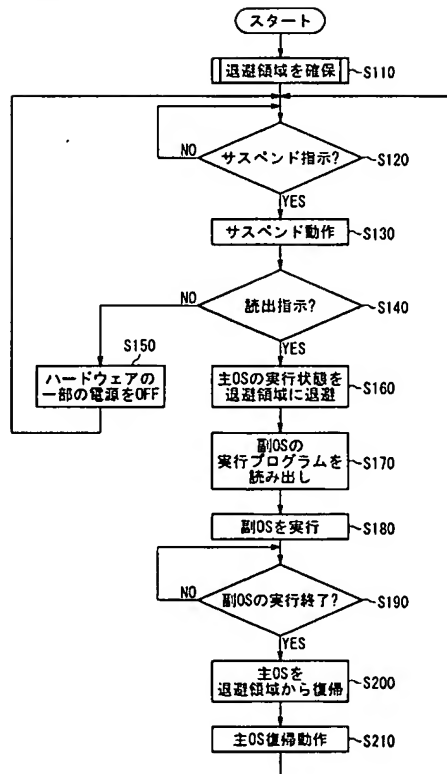 スタート
退避領域を確保
S110
サスペンド指示?
S120
NO
YES
サスペンド動作
S130
読出指示?
S140
NO
YES
S150
ハードウェアの
一部の電源をOFF
主OSの実行状態を
退避領域に退避
S160
副OSの
実行プログラムを
読み出し
S170
副OSを実行
S180
副OSの実行終了?
S190
NO
YES
主OSを
退避領域から復帰
S200
主OS復帰動作
S210